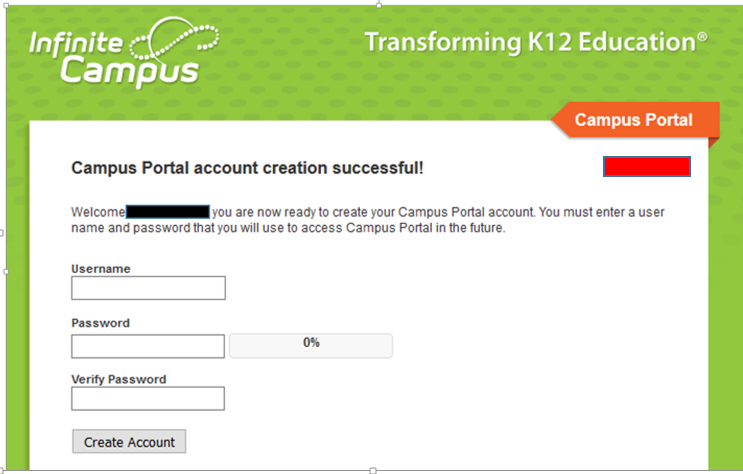 Infinite
Campus
Transforming K12 Education®
Campus Portal
Campus Portal account creation successful!
Welcome you are now ready to create your Campus Portal account. You must enter a user
name and password that you will use to access Campus Portal in the future.
Username
Password
0%
Verify Password
Create Account